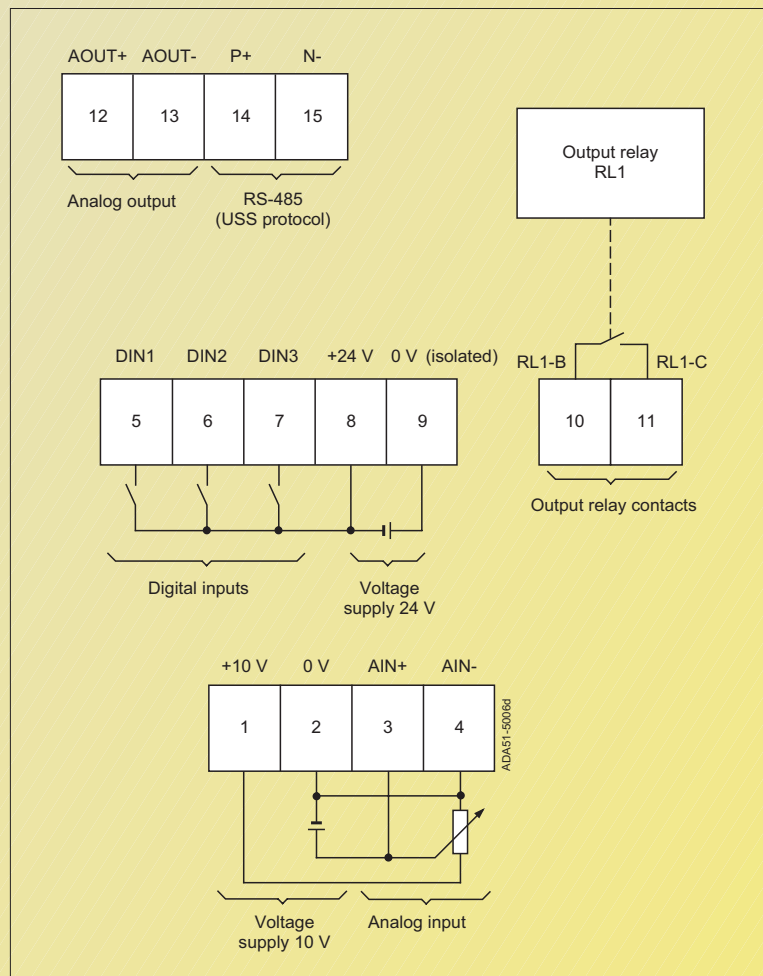 AOUT+ AOUT- P+ N-
12 13 14 15
Analog output
RS-485
(USS protocol)
Output relay
RL1
RL1-B RL1-C
10 11
Output relay contacts
DIN1 DIN2 DIN3 +24 V 0 V (isolated)
5 6 7 8 9
Digital inputs
Voltage
supply 24 V
+10 V 0 V AIN+ AIN-
1 2 3 4
ADA51-5006d
Voltage
supply 10 V
Analog input